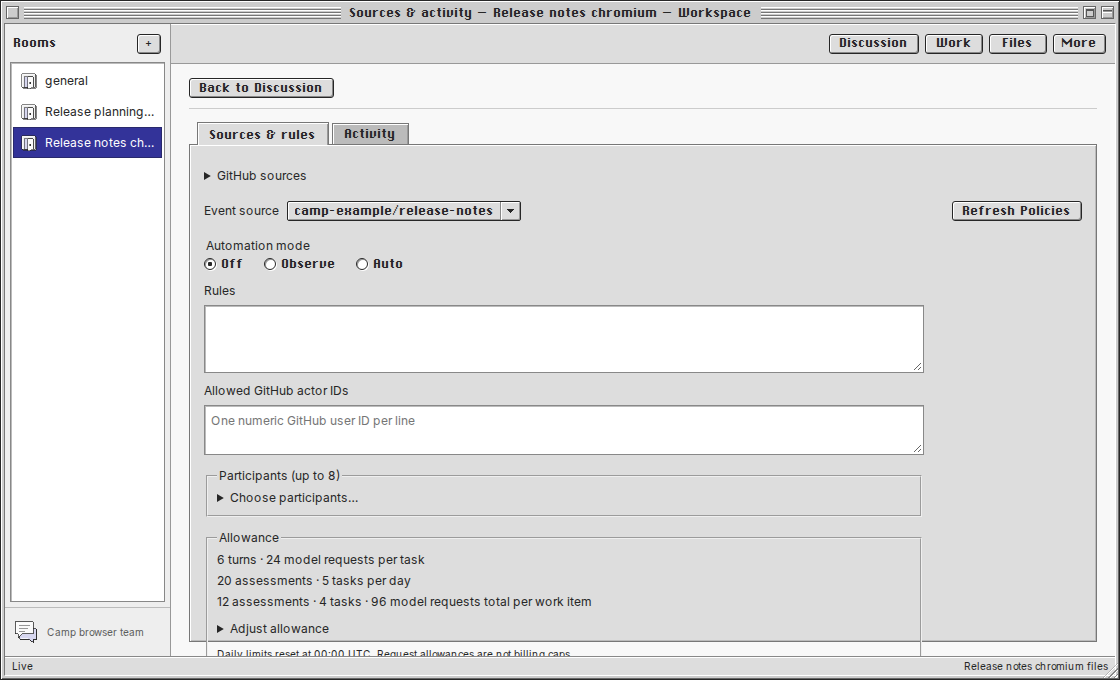 Sources & activity — Release notes chromium — Workspace
Rooms
+
Discussion
Work
Files
More
general
Release planning...
Release notes ch...
Back to Discussion
Sources & rules
Activity
GitHub sources
Event source
camp-example/release-notes
Refresh Policies
Automation mode
Off
Observe
Auto
Rules
Allowed GitHub actor IDs
One numeric GitHub user ID per line
Participants (up to 8)
Choose participants...
Allowance
6 turns · 24 model requests per task
20 assessments · 5 tasks per day
12 assessments · 4 tasks · 96 model requests total per work item
Adjust allowance
Daily limits reset at 00:00 UTC. Request allowances are not billing caps.
Camp browser team
Live
Release notes chromium files